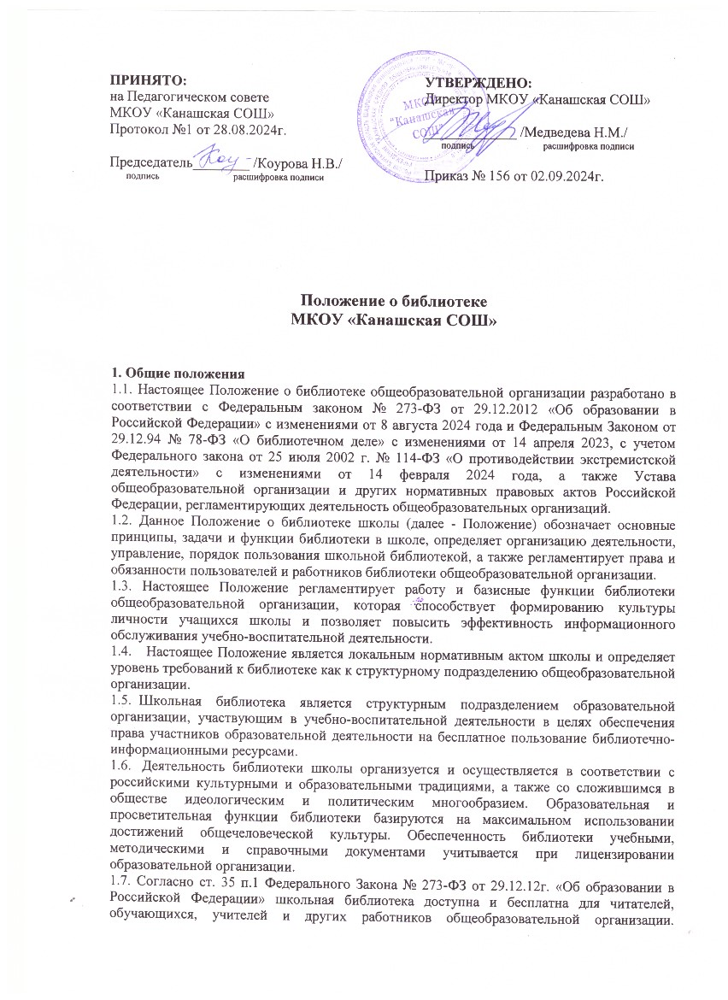 ПРИНЯТО:
на Педагогическом совете
МКОУ «Канашская СОШ»
Протокол №1 от 28.08.2024г.
Председатель________ /Коурова Н.В./
подпись расшифровка подписи
УТВЕРЖДЕНО:
Директор МКОУ «Канашская СОШ»
_____________ /Медведева Н.М./
подпись расшифровка подписи
Приказ № 156 от 02.09.2024г.
МКОУ
"Канашская
СОШ"
Положение о библиотеке
МКОУ «Канашская СОШ»
1. Общие положения
1.1. Настоящее Положение о библиотеке общеобразовательной организации разработано в
соответствии с Федеральным законом № 273-ФЗ от 29.12.2012 «Об образовании в
Российской Федерации» с изменениями от 8 августа 2024 года и Федеральным Законом от
29.12.94 № 78-ФЗ «О библиотечном деле» с изменениями от 14 апреля 2023, с учетом
Федерального закона от 25 июля 2002 г. № 114-ФЗ «О противодействии экстремистской
деятельности» с изменениями от 14 февраля 2024 года, а также Устава
общеобразовательной организации и других нормативных правовых актов Российской
Федерации, регламентирующих деятельность общеобразовательных организаций.
1.2. Данное Положение о библиотеке школы (далее - Положение) обозначает основные
принципы, задачи и функции библиотеки в школе, определяет организацию деятельности,
управление, порядок пользования школьной библиотекой, а также регламентирует права и
обязанности пользователей и работников библиотеки общеобразовательной организации.
1.3. Настоящее Положение регламентирует работу и базисные функции библиотеки
общеобразовательной организации, которая способствует формированию культуры
личности учащихся школы и позволяет повысить эффективность информационного
обслуживания учебно-воспитательной деятельности.
1.4. Настоящее Положение является локальным нормативным актом школы и определяет
уровень требований к библиотеке как к структурному подразделению общеобразовательной
организации.
1.5. Школьная библиотека является структурным подразделением образовательной
организации, участвующим в учебно-воспитательной деятельности в целях обеспечения
права участников образовательной деятельности на бесплатное пользование библиотечно-
информационными ресурсами.
1.6. Деятельность библиотеки школы организуется и осуществляется в соответствии с
российскими культурными и образовательными традициями, а также со сложившимся в
обществе идеологическим и политическим многообразием. Образовательная и
просветительная функции библиотеки базируются на максимальном использовании
достижений общечеловеческой культуры. Обеспеченность библиотеки учебными,
методическими и справочными документами учитывается при лицензировании
образовательной организации.
1.7. Согласно ст. 35 п.1 Федерального Закона № 273-ФЗ от 29.12.12г. «Об образовании в
Российской Федерации» школьная библиотека доступна и бесплатна для читателей,
обучающихся, учителей и других работников общеобразовательной организации.